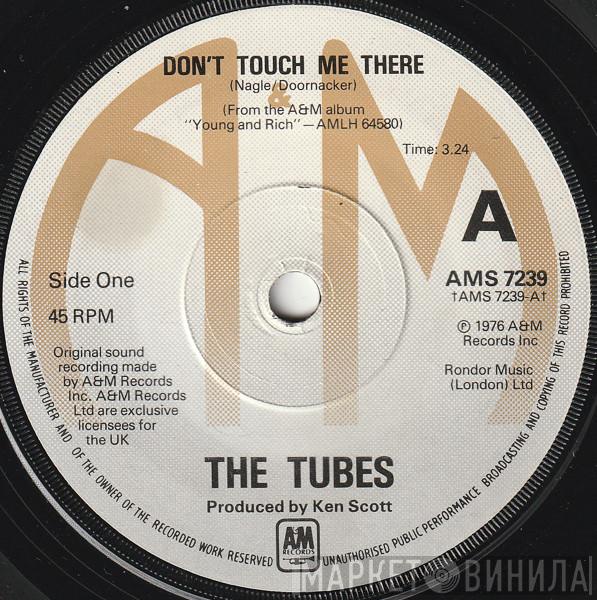 DON'T TOUCH ME THERE
(Nagle/Doornacker)
&
(From the A&M album
"Young and Rich"—AMLH 64580)
Time: 3.24
A
Side One
45 RPM
AMS 7239
†AMS 7239-A†
℗ 1976 A&M
Records Inc
Rondor Music
(London) Ltd
Original sound
recording made
by A&M Records
Inc. A&M Records
Ltd are exclusive
licensees for
the UK
THE TUBES
Produced by Ken Scott
AM
RECORDS
ALL RIGHTS OF THE MANUFACTURER AND OF THE OWNER OF THE RECORDED WORK RESERVED
UNAUTHORISED PUBLIC PERFORMANCE BROADCASTING AND COPYING OF THIS RECORD PROHIBITED
МАРКЕТ ВИНИЛА